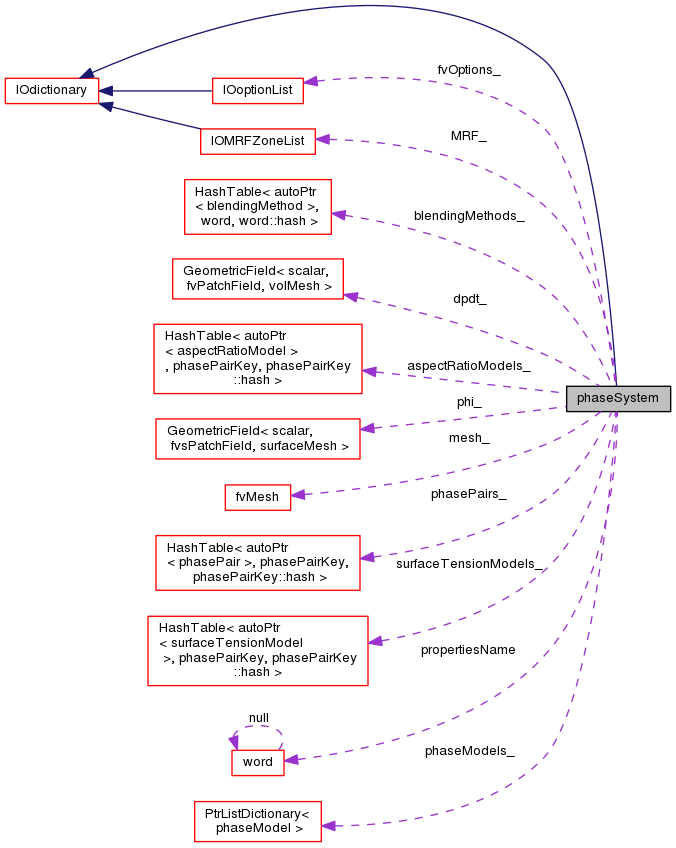 fvOptions_
IOdictionary
IOoptionList
MRF_
IOMRFZoneList
HashTable< autoPtr
< blendingMethod >,
word, word::hash >
blendingMethods_
GeometricField< scalar,
fvPatchField, volMesh >
dpdt_
HashTable< autoPtr
< aspectRatioModel >
, phasePairKey, phasePairKey
::hash >
aspectRatioModels_
phaseSystem
phi_
GeometricField< scalar,
fvsPatchField, surfaceMesh >
mesh_
fvMesh
phasePairs_
HashTable< autoPtr
< phasePair >, phasePairKey,
phasePairKey::hash >
surfaceTensionModels_
HashTable< autoPtr
< surfaceTensionModel
>, phasePairKey, phasePairKey
::hash >
propertiesName
null
word
phaseModels_
PtrListDictionary<
phaseModel >